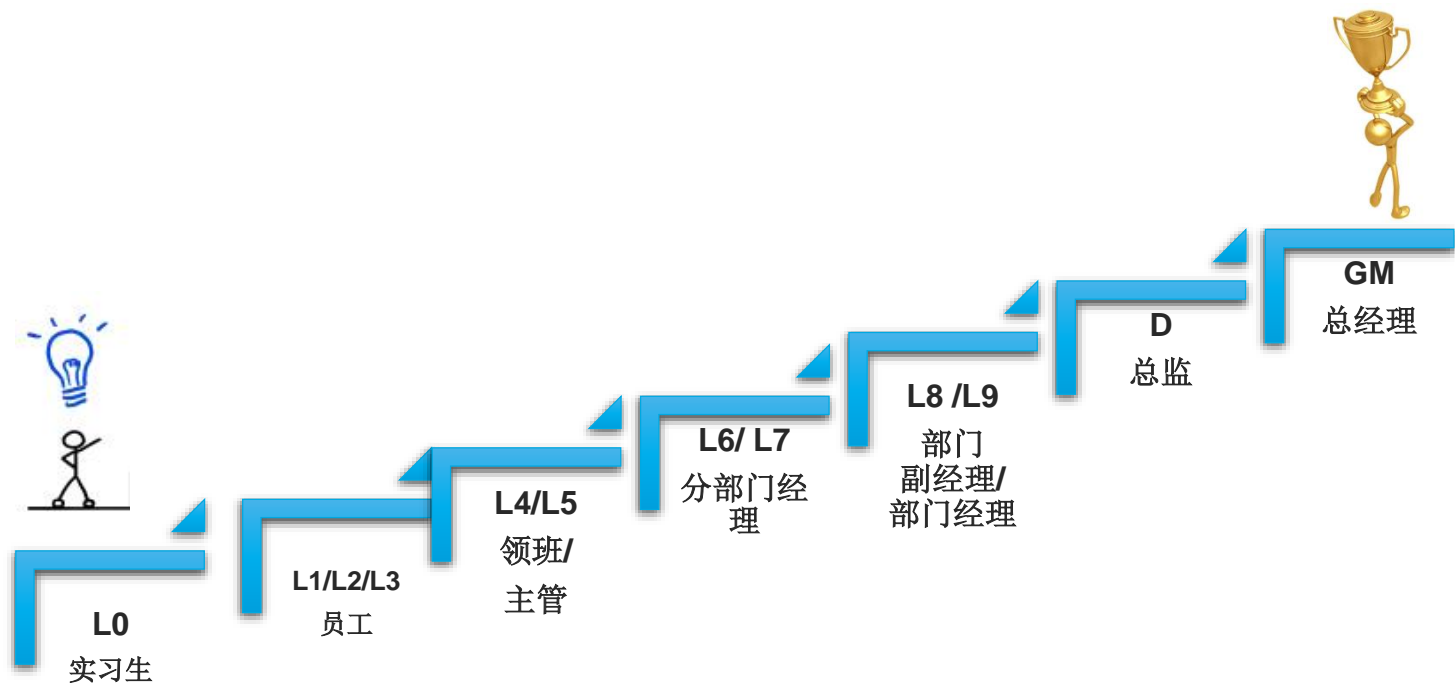 L0
实习生
L1/L2/L3
员工
L4/L5
领班/
主管
L6/ L7
分部门经
理
L8 /L9
部门
副经理/
部门经理
D
总监
GM
总经理